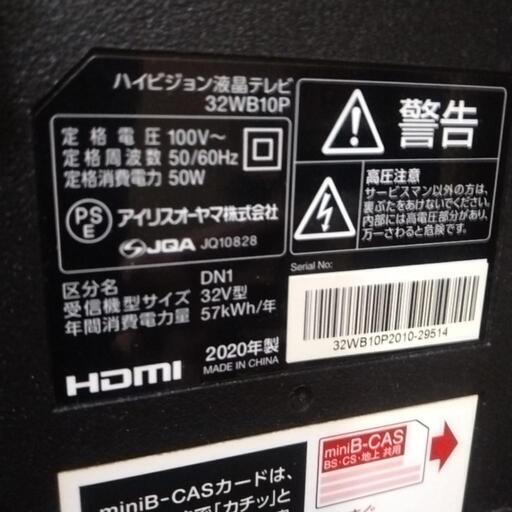 ハイビジョン液晶テレビ
32WB10P
定格電圧 100V～
定格周波数 50/60Hz
定格消費電力 50W
PS
E
アイリスオーヤマ株式会社
JQA JQ10828
区分名 DN1
受信機型サイズ 32V型
年間消費電力量 57kWh/年
HDMI
2020年製
MADE IN CHINA
警告
高圧注意
サービスマン以外の方は、
裏ぶたをあけないでください。
内部には高電圧部分があり、
万一さわると危険です。
Serial No:
32WB10P2010-29514
miniB-CAS
BS・CS・地上 共用
miniB-CASカードは、
で「カチッ」と